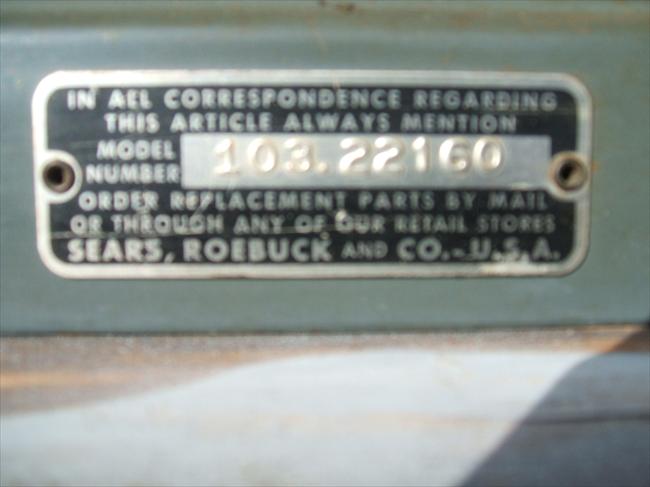 IN ALL CORRESPONDENCE REGARDING
THIS ARTICLE ALWAYS MENTION
MODEL NUMBER 103.22160
ORDER REPLACEMENT PARTS BY MAIL
OR THROUGH ANY OF OUR RETAIL STORES
SEARS, ROEBUCK AND CO.-U.S.A.